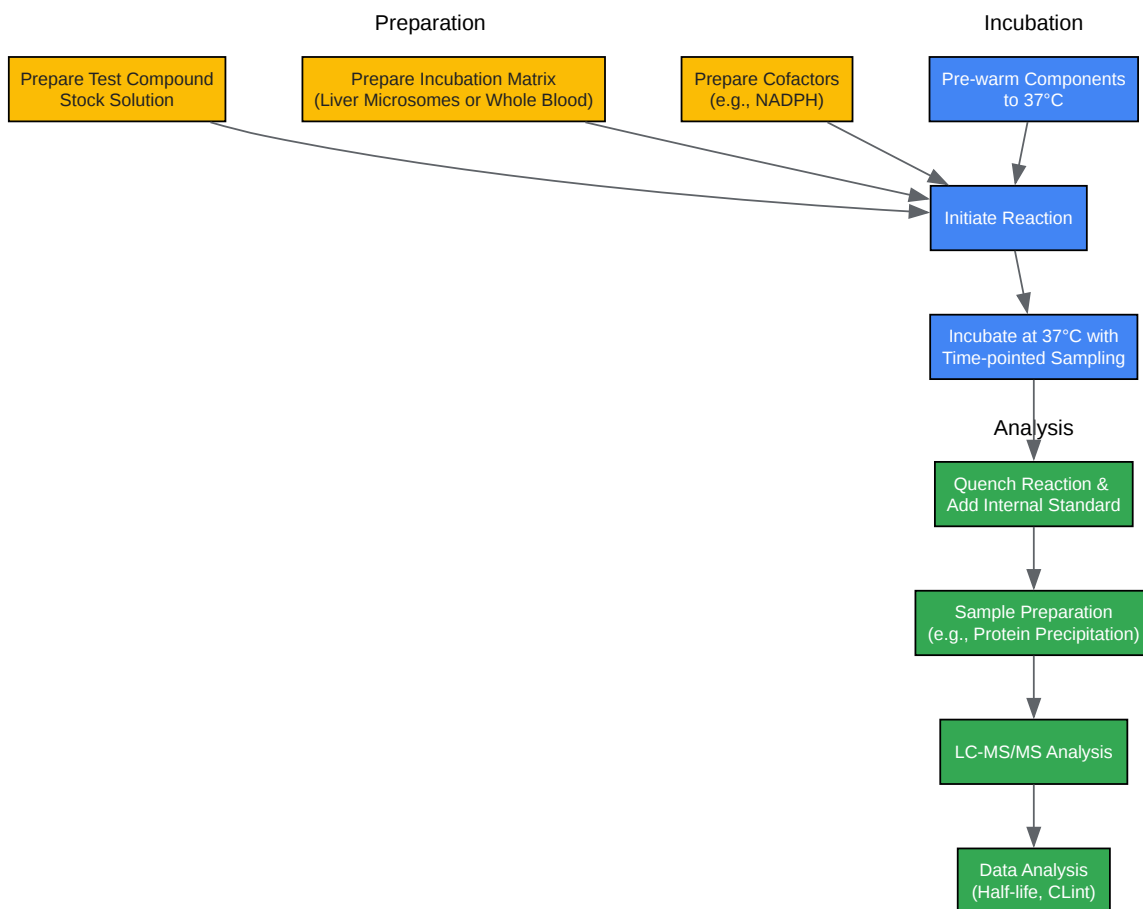 Preparation
Incubation
Prepare Test Compound
Stock Solution
Prepare Incubation Matrix
(Liver Microsomes or Whole Blood)
Prepare Cofactors
(e.g., NADPH)
Pre-warm Components
to 37°C
Initiate Reaction
Incubate at 37°C with
Time-pointed Sampling
Analysis
Quench Reaction &
Add Internal Standard
Sample Preparation
(e.g., Protein Precipitation)
LC-MS/MS Analysis
Data Analysis
(Half-life, CLint)